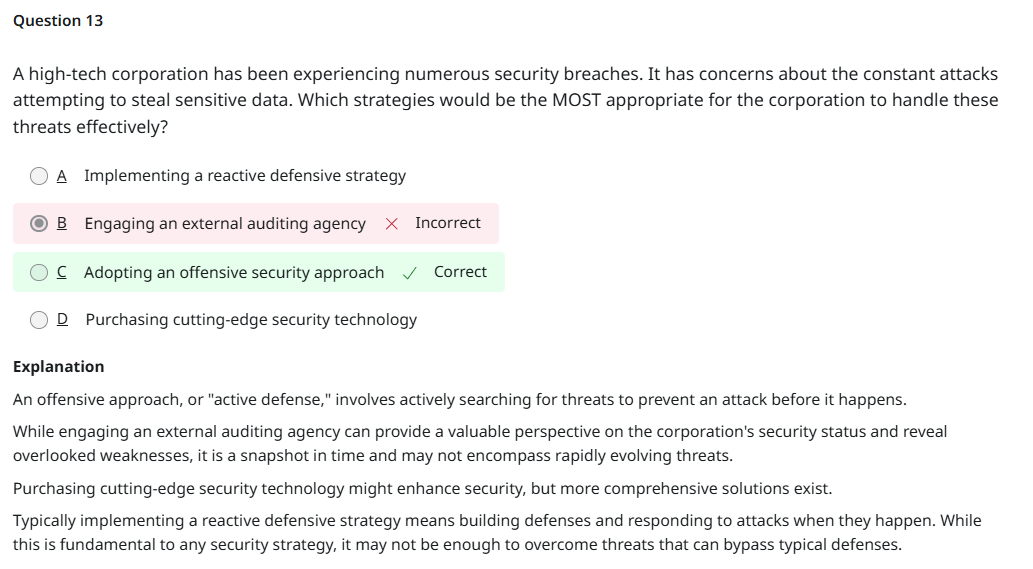 Question 13
A high-tech corporation has been experiencing numerous security breaches. It has concerns about the constant attacks
attempting to steal sensitive data. Which strategies would be the MOST appropriate for the corporation to handle these
threats effectively?
A Implementing a reactive defensive strategy
B Engaging an external auditing agency ✕ Incorrect
C Adopting an offensive security approach ✓ Correct
D Purchasing cutting-edge security technology
Explanation
An offensive approach, or "active defense," involves actively searching for threats to prevent an attack before it happens.
While engaging an external auditing agency can provide a valuable perspective on the corporation's security status and reveal
overlooked weaknesses, it is a snapshot in time and may not encompass rapidly evolving threats.
Purchasing cutting-edge security technology might enhance security, but more comprehensive solutions exist.
Typically implementing a reactive defensive strategy means building defenses and responding to attacks when they happen. While
this is fundamental to any security strategy, it may not be enough to overcome threats that can bypass typical defenses.